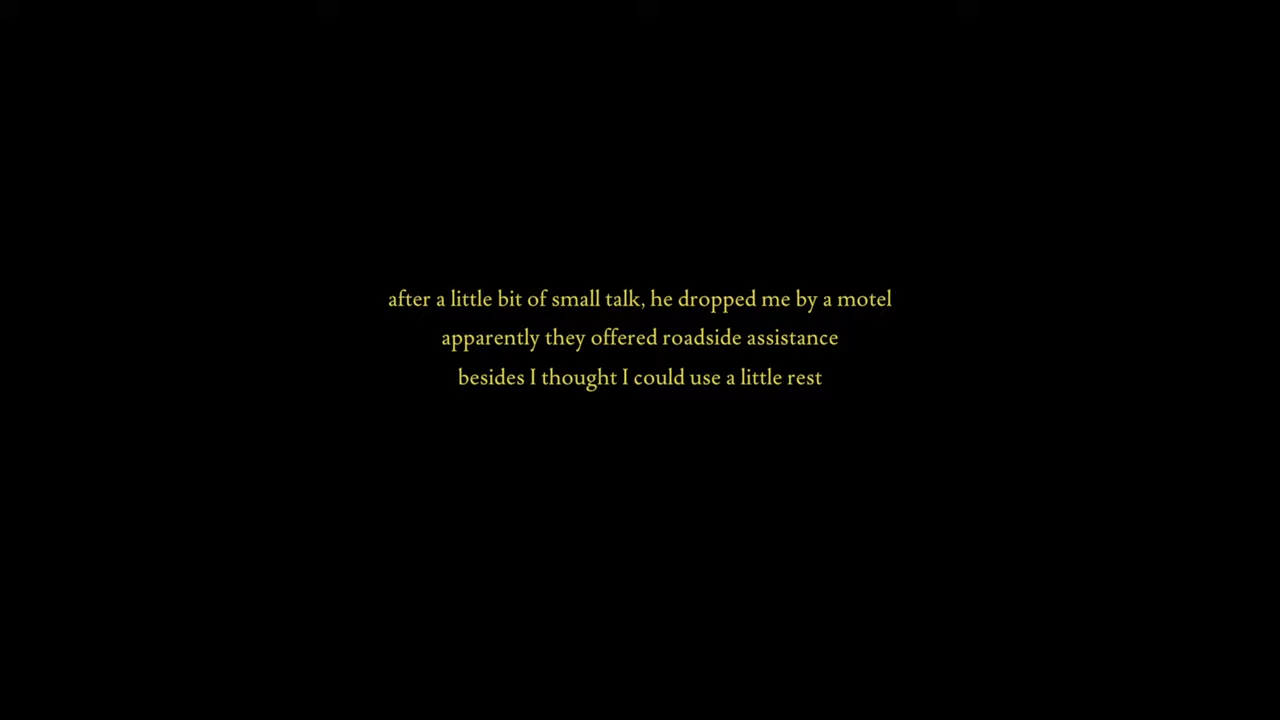 after a little bit of small talk, he dropped me by a motel
apparently they offered roadside assistance
besides I thought I could use a little rest